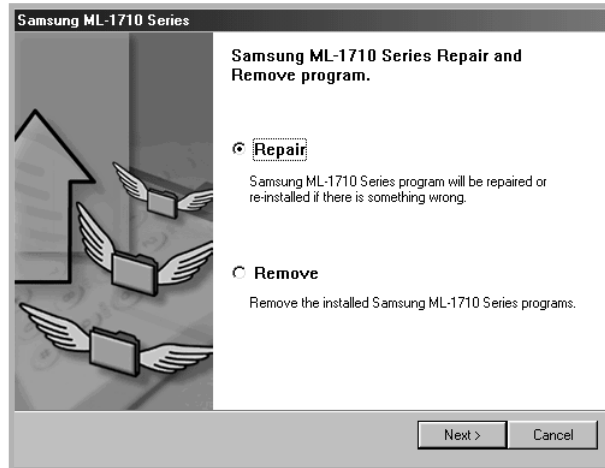 Samsung ML-1710 Series
Samsung ML-1710 Series Repair and
Remove program.
Repair
Samsung ML-1710 Series program will be repaired or
re-installed if there is something wrong.
Remove
Remove the installed Samsung ML-1710 Series programs.
Next >
Cancel